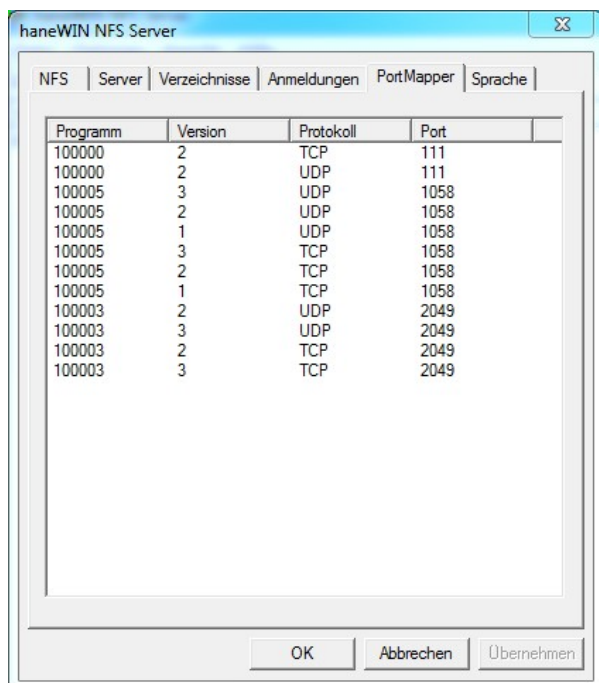 haneWIN NFS Server
NFS Server Verzeichnisse Anmeldungen PortMapper Sprache
Programm Version Protokoll Port
100000 2 TCP 111
100000 2 UDP 111
100005 3 UDP 1058
100005 2 UDP 1058
100005 1 UDP 1058
100005 3 TCP 1058
100005 2 TCP 1058
100005 1 TCP 1058
100003 2 UDP 2049
100003 3 UDP 2049
100003 2 TCP 2049
100003 3 TCP 2049
OK Abbrechen Übernehmen